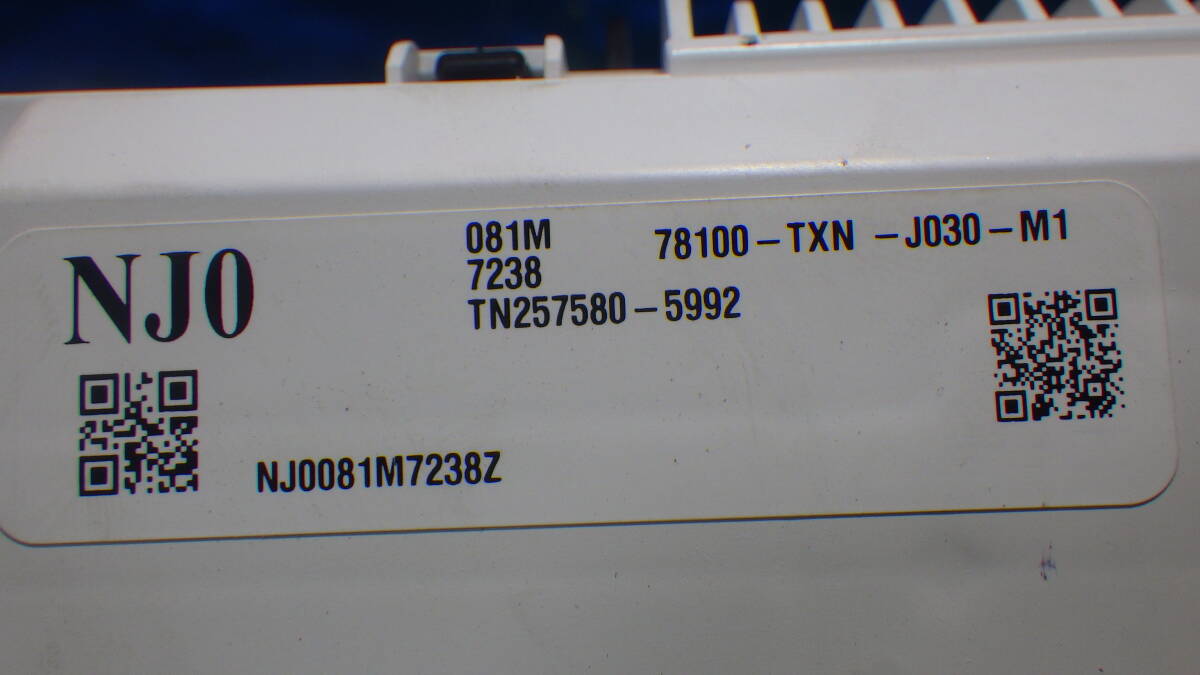 NJ0
081M
7238
TN257580-5992
78100-TXN -J030-M1
NJ0081M7238Z